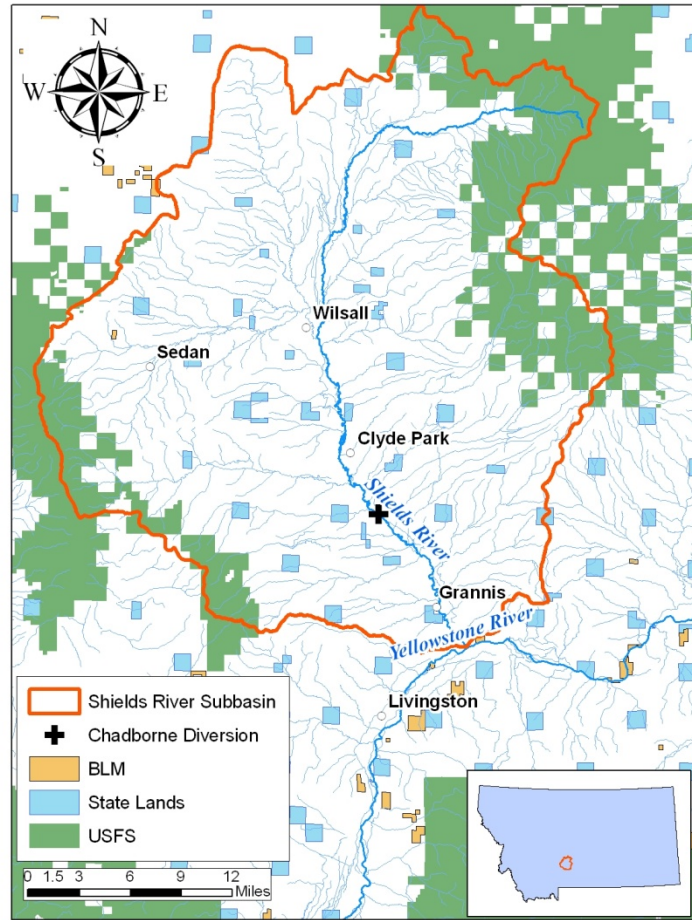 N
W
E
S
Wilsall
Sedan
Clyde Park
Shields River
Grannis
Yellowstone River
Livingston
Shields River Subbasin
Chadborne Diversion
BLM
State Lands
USFS
0 1.5 3 6 9 12
Miles